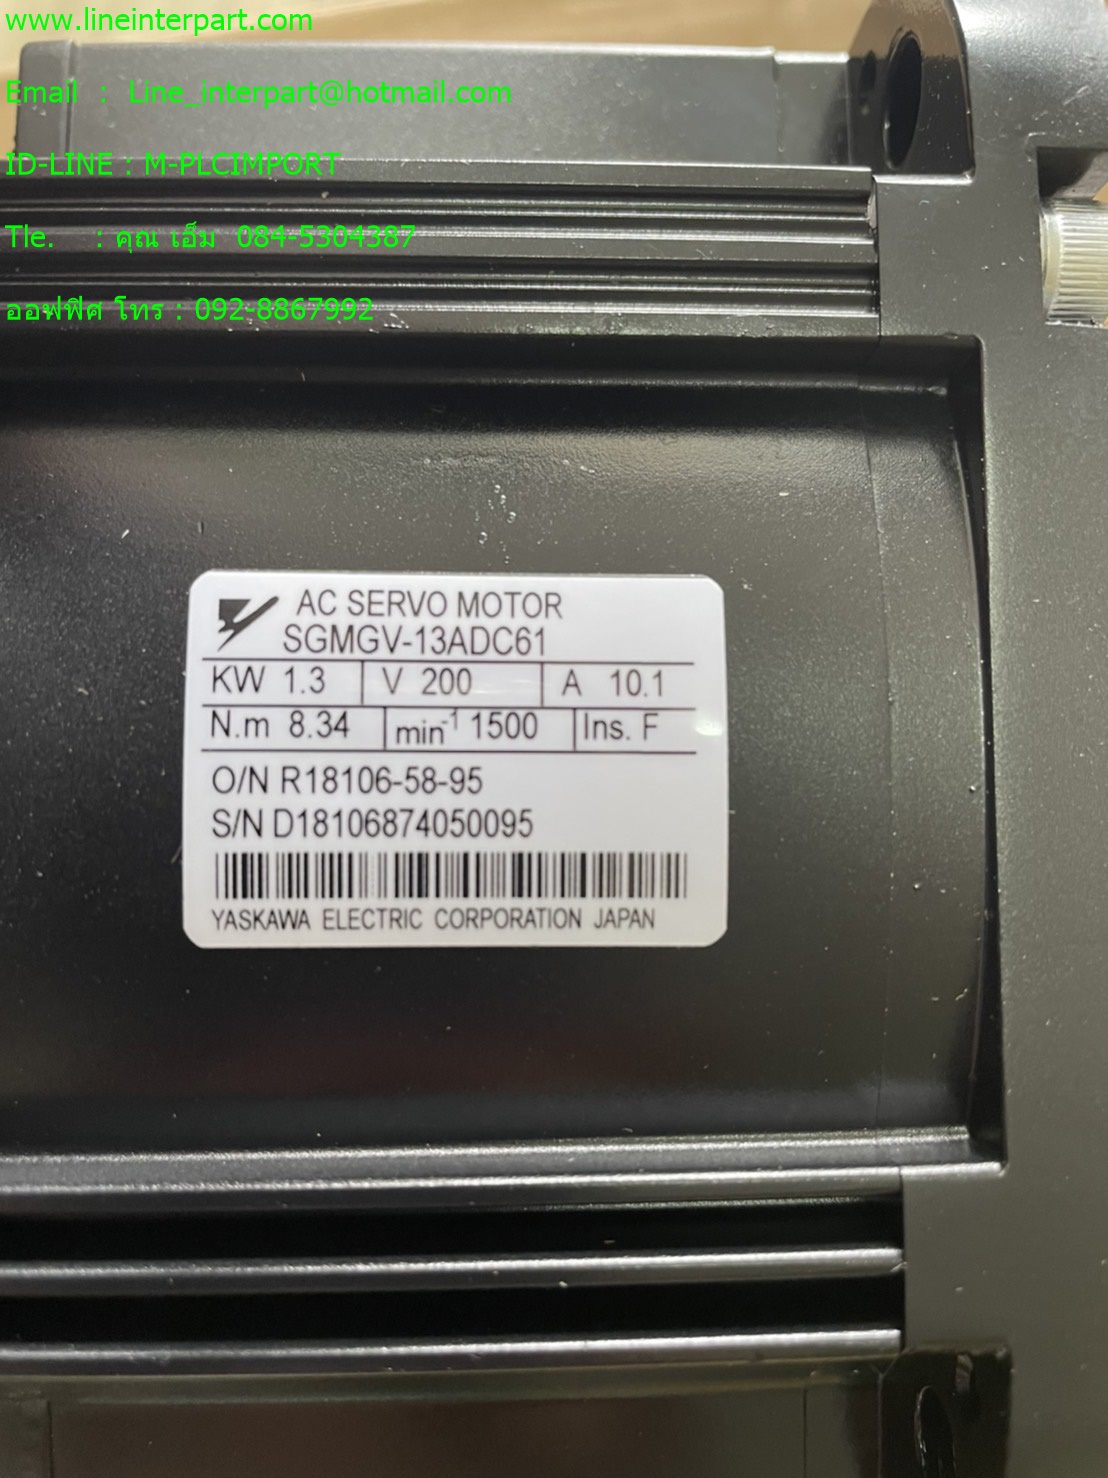 www.lineinterpart.com
Email : Line_interpart@hotmail.com
ID-LINE : M-PLCIMPORT
Tle. : คุณ เอ็ม 084-5304387
ออฟฟิศ โทร : 092-8867992
AC SERVO MOTOR
SGMGV-13ADC61
KW 1.3 V 200 A 10.1
N.m 8.34 min-1 1500 Ins. F
O/N R18106-58-95
S/N D18106874050095
YASKAWA ELECTRIC CORPORATION JAPAN